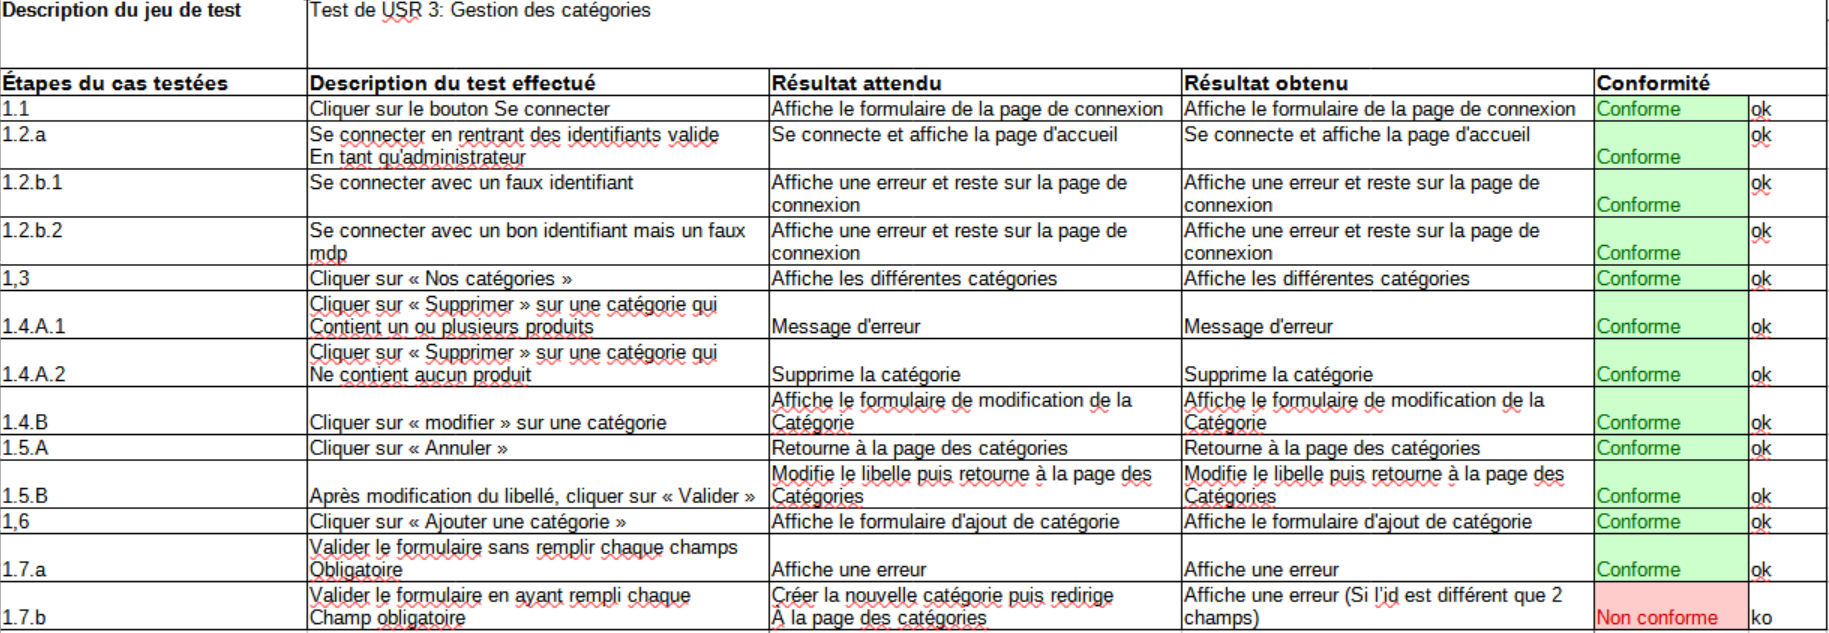 Description du jeu de test	Test de USR 3: Gestion des catégories
Étapes du cas testées	Description du test effectué	Résultat attendu	Résultat obtenu	Conformité
1.1	Cliquer sur le bouton Se connecter	Affiche le formulaire de la page de connexion	Affiche le formulaire de la page de connexion	Conforme	ok
1.2.a	Se connecter en rentrant des identifiants valide	Se connecte et affiche la page d'accueil	Se connecte et affiche la page d'accueil	ok
En tant qu'administrateur	Conforme
1.2.b.1	Se connecter avec un faux identifiant	Affiche une erreur et reste sur la page de	Affiche une erreur et reste sur la page de	ok
connexion	connexion	Conforme
1.2.b.2	Se connecter avec un bon identifiant mais un faux	Affiche une erreur et reste sur la page de	Affiche une erreur et reste sur la page de	ok
mdp	connexion	connexion	Conforme
1,3	Cliquer sur « Nos catégories »	Affiche les différentes catégories	Affiche les différentes catégories	Conforme	ok
Cliquer sur « Supprimer » sur une catégorie qui
1.4.A.1	Contient un ou plusieurs produits	Message d'erreur	Message d'erreur	Conforme	ok
Cliquer sur « Supprimer » sur une catégorie qui
1.4.A.2	Ne contient aucun produit	Supprime la catégorie	Supprime la catégorie	Conforme	ok
Affiche le formulaire de modification de la	Affiche le formulaire de modification de la
1.4.B	Cliquer sur « modifier » sur une catégorie	Catégorie	Catégorie	Conforme	ok
1.5.A	Cliquer sur « Annuler »	Retourne à la page des catégories	Retourne à la page des catégories	Conforme	ok
Modifie le libelle puis retourne à la page des	Modifie le libelle puis retourne à la page des
1.5.B	Après modification du libellé, cliquer sur « Valider »	Catégories	Catégories	Conforme	ok
1,6	Cliquer sur « Ajouter une catégorie »	Affiche le formulaire d'ajout de catégorie	Affiche le formulaire d'ajout de catégorie	Conforme	ok
Valider le formulaire sans remplir chaque champs
1.7.a	Obligatoire	Affiche une erreur	Affiche une erreur	Conforme	ok
Valider le formulaire en ayant rempli chaque	Créer la nouvelle catégorie puis redirige	Affiche une erreur (Si l'id est différent que 2
1.7.b	Champ obligatoire	À la page des catégories	champs)	Non conforme	ko